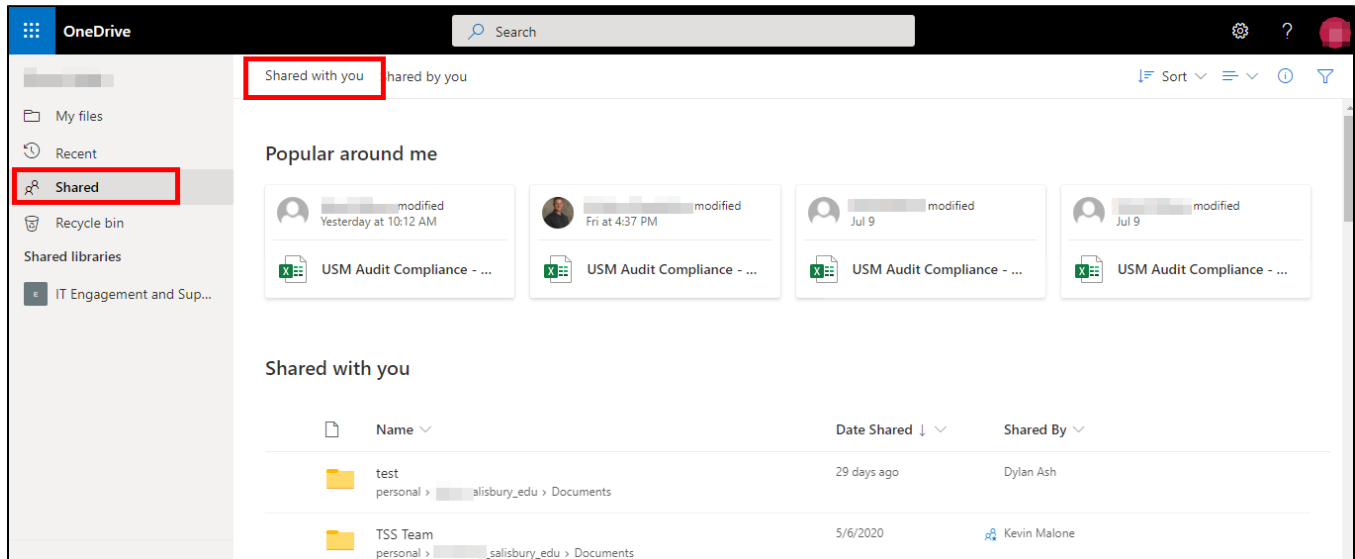 OneDrive
Search
?
Shared with you
hared by you
Sort
My files
Recent
Shared
Recycle bin
Shared libraries
E
IT Engagement and Sup...
Popular around me
modified
Yesterday at 10:12 AM
USM Audit Compliance - ...
modified
Fri at 4:37 PM
USM Audit Compliance - ...
modified
Jul 9
USM Audit Compliance - ...
modified
Jul 9
USM Audit Compliance - ...
Shared with you
Name
Date Shared ↓
Shared By
test
personal › alisbury_edu › Documents
29 days ago
Dylan Ash
TSS Team
personal › _salisbury_edu › Documents
5/6/2020
Kevin Malone